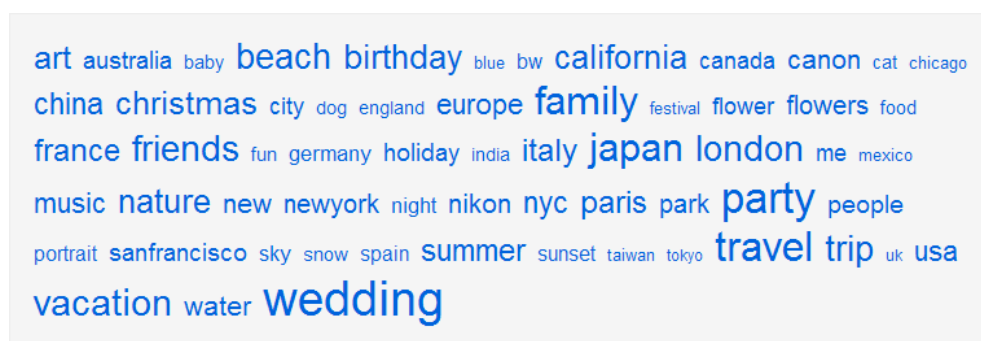 art australia baby beach birthday blue bw california canada canon cat chicago
china christmas city dog england europe family festival flower flowers food
france friends fun germany holiday india italy japan london me mexico
music nature new newyork night nikon nyc paris park party people
portrait sanfrancisco sky snow spain summer sunset taiwan tokyo travel trip uk usa
vacation water wedding